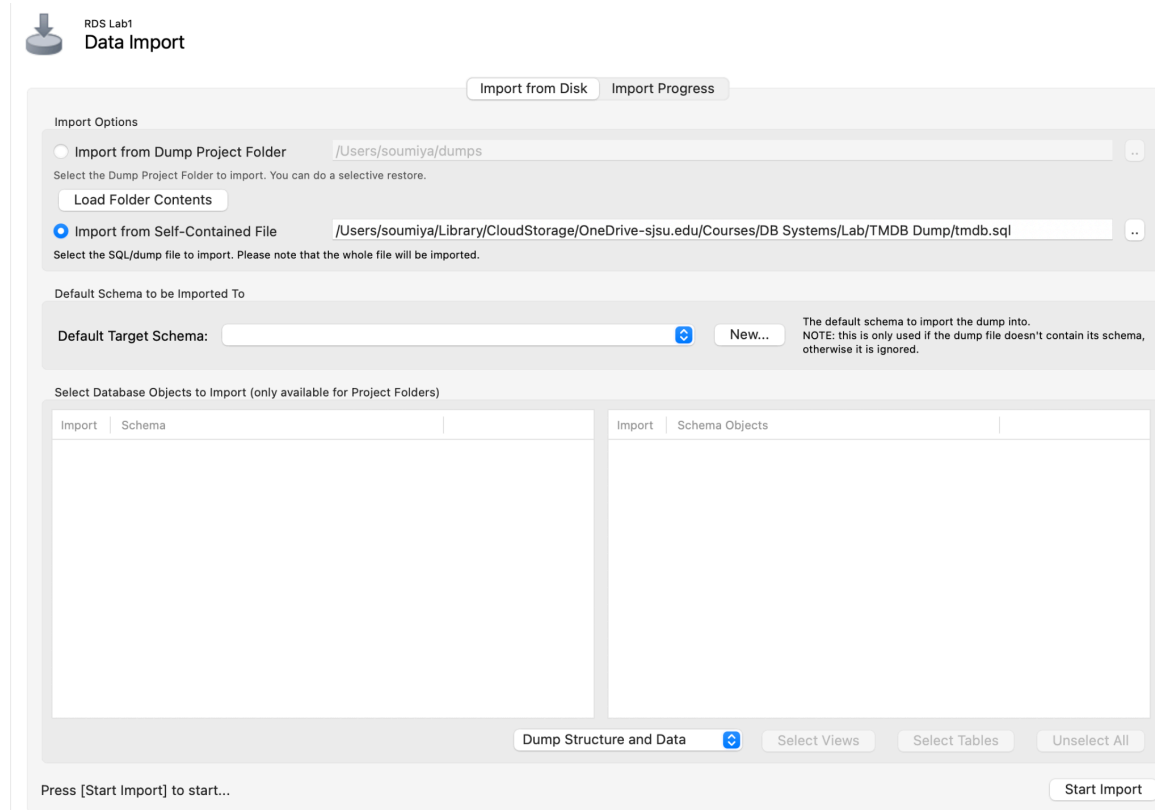 RDS Lab1
Data Import
Import from Disk
Import Progress
Import Options
Import from Dump Project Folder
/Users/soumiya/dumps
..
Select the Dump Project Folder to import. You can do a selective restore.
Load Folder Contents
Import from Self-Contained File
/Users/soumiya/Library/CloudStorage/OneDrive-sjsu.edu/Courses/DB Systems/Lab/TMDB Dump/tmdb.sql
..
Select the SQL/dump file to import. Please note that the whole file will be imported.
Default Schema to be Imported To
Default Target Schema:
New...
The default schema to import the dump into.
NOTE: this is only used if the dump file doesn't contain its schema,
otherwise it is ignored.
Select Database Objects to Import (only available for Project Folders)
Import
Schema
Import
Schema Objects
Dump Structure and Data
Select Views
Select Tables
Unselect All
Press [Start Import] to start...
Start Import